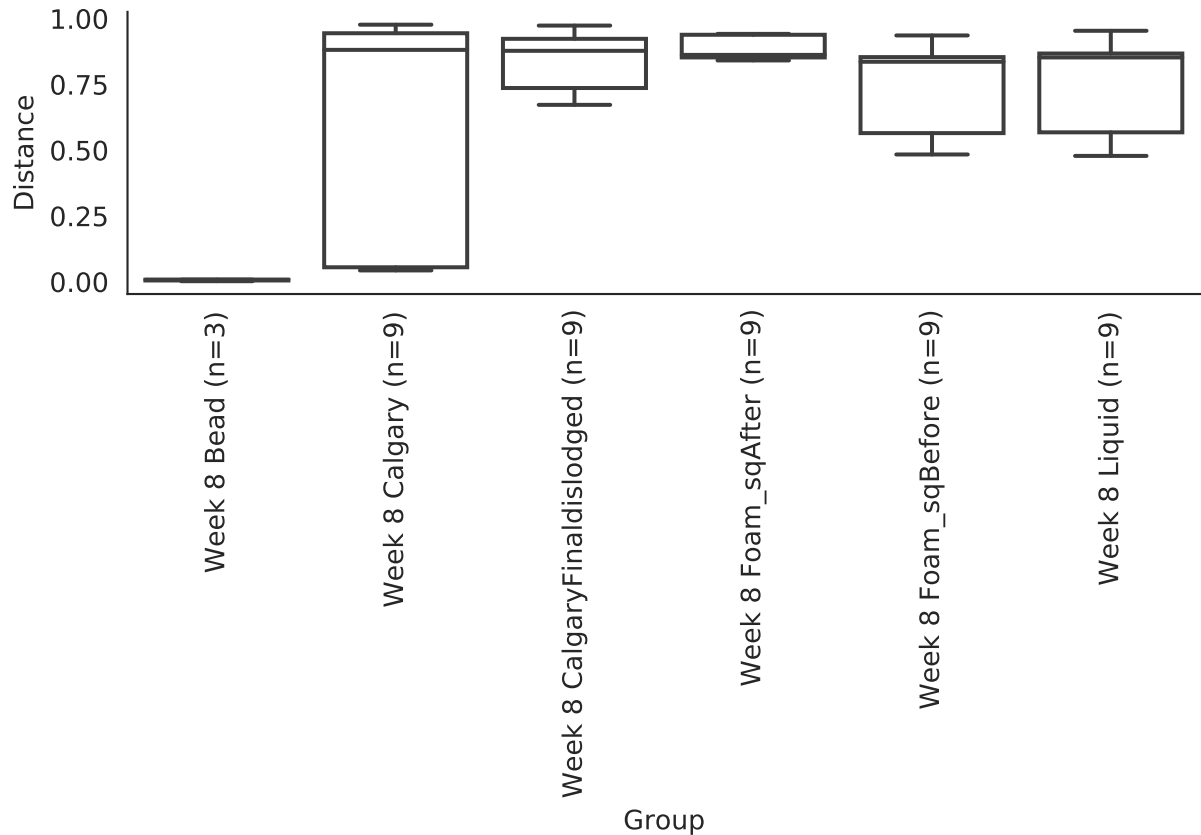 1.00
0.75
0.50
0.25
0.00
Distance
Week 8 Bead (n=3)
Week 8 Calgary (n=9)
Week 8 CalgaryFinaldislodged (n=9)
Week 8 Foam_sqAfter (n=9)
Week 8 Foam_sqBefore (n=9)
Week 8 Liquid (n=9)
Group